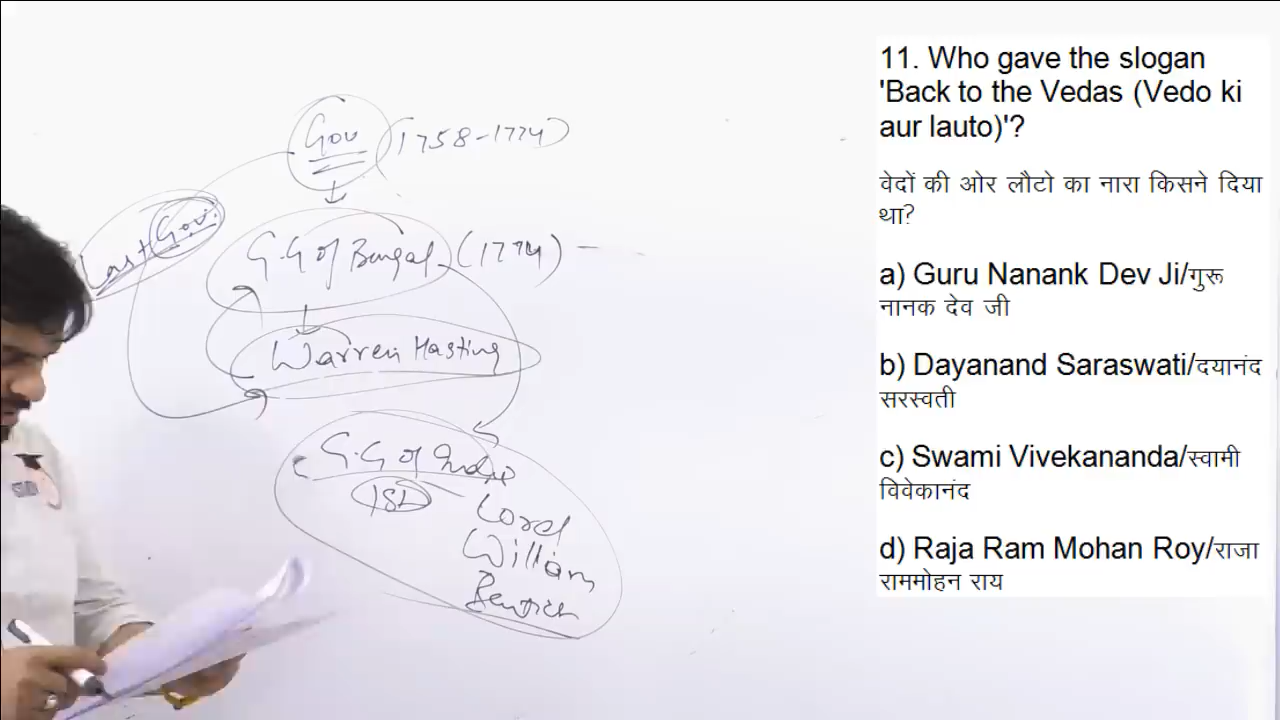 Gov (1758-1774)
Last Gov.
G.G of Bengal (1774) -
Warren Hasting
G.G of India
1st
Lord
William
Bentick
11. Who gave the slogan
'Back to the Vedas (Vedo ki
aur lauto)'?
वेदों की ओर लौटो का नारा किसने दिया
था?
a) Guru Nanank Dev Ji/गुरू
नानक देव जी
b) Dayanand Saraswati/दयानंद
सरस्वती
c) Swami Vivekananda/स्वामी
विवेकानंद
d) Raja Ram Mohan Roy/राजा
राममोहन राय